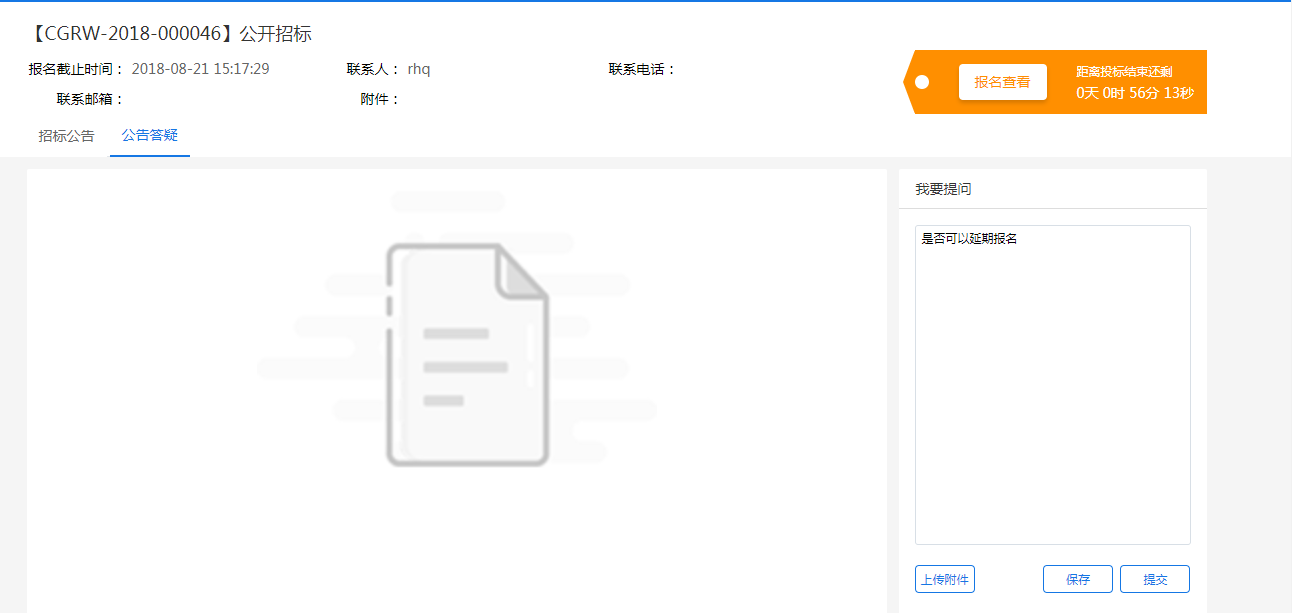 【CGRW-2018-000046】公开招标
报名截止时间： 2018-08-21 15:17:29 联系人： rhq 联系电话：
联系邮箱： 附件：
报名查看
距离投标结束还剩
0天 0时 56分 13秒
招标公告 公告答疑
我要提问
是否可以延期报名
上传附件 保存 提交